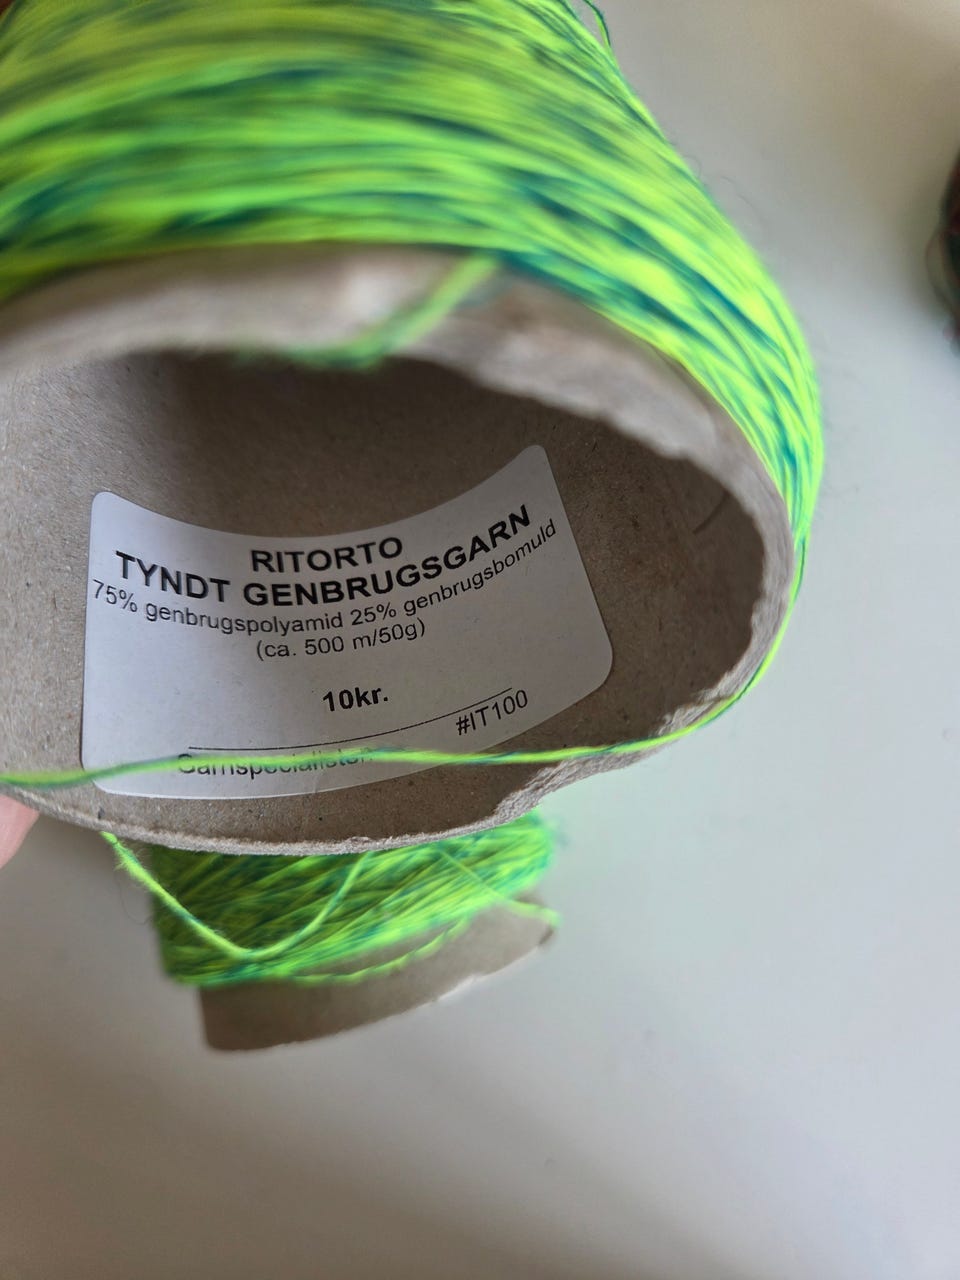 RITORTO
TYNDT GENBRUGSGARN
75% genbrugspolyamid 25% genbrugsbomuld
(ca. 500 m/50g)
10kr.
#IT100